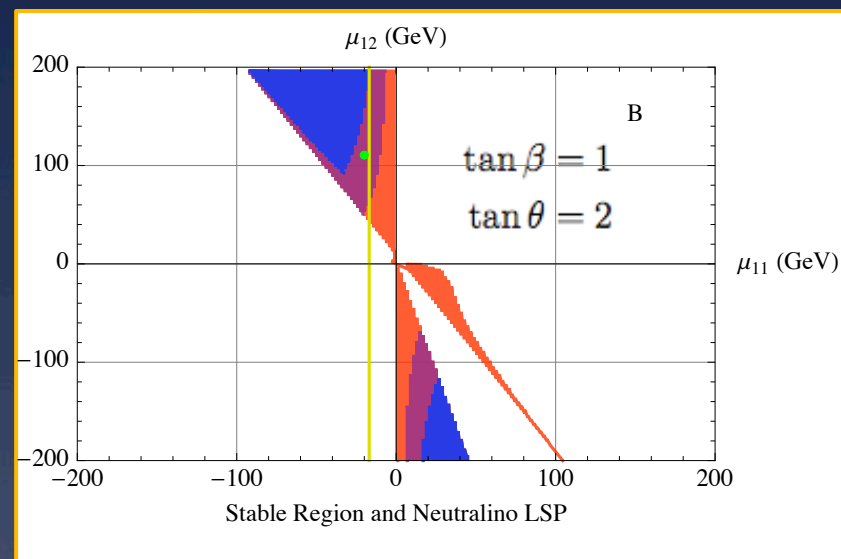 μ₁₂ (GeV)
200
B
tan β = 1
100
tan θ = 2
0
μ₁₁ (GeV)
−100
−200
−200 −100 0 100 200
Stable Region and Neutralino LSP